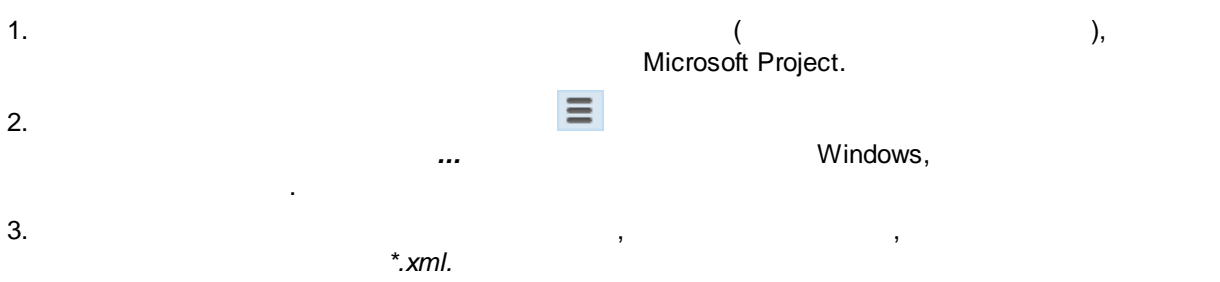 1. ( ),
Microsoft Project.
2.
... Windows,
.
3. , ,
*.xml.